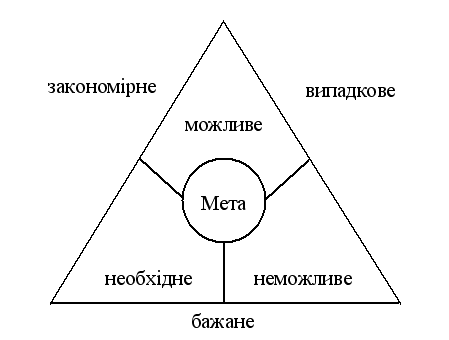 закономірне
випадкове
можливе
Мета
необхідне
неможливе
бажане